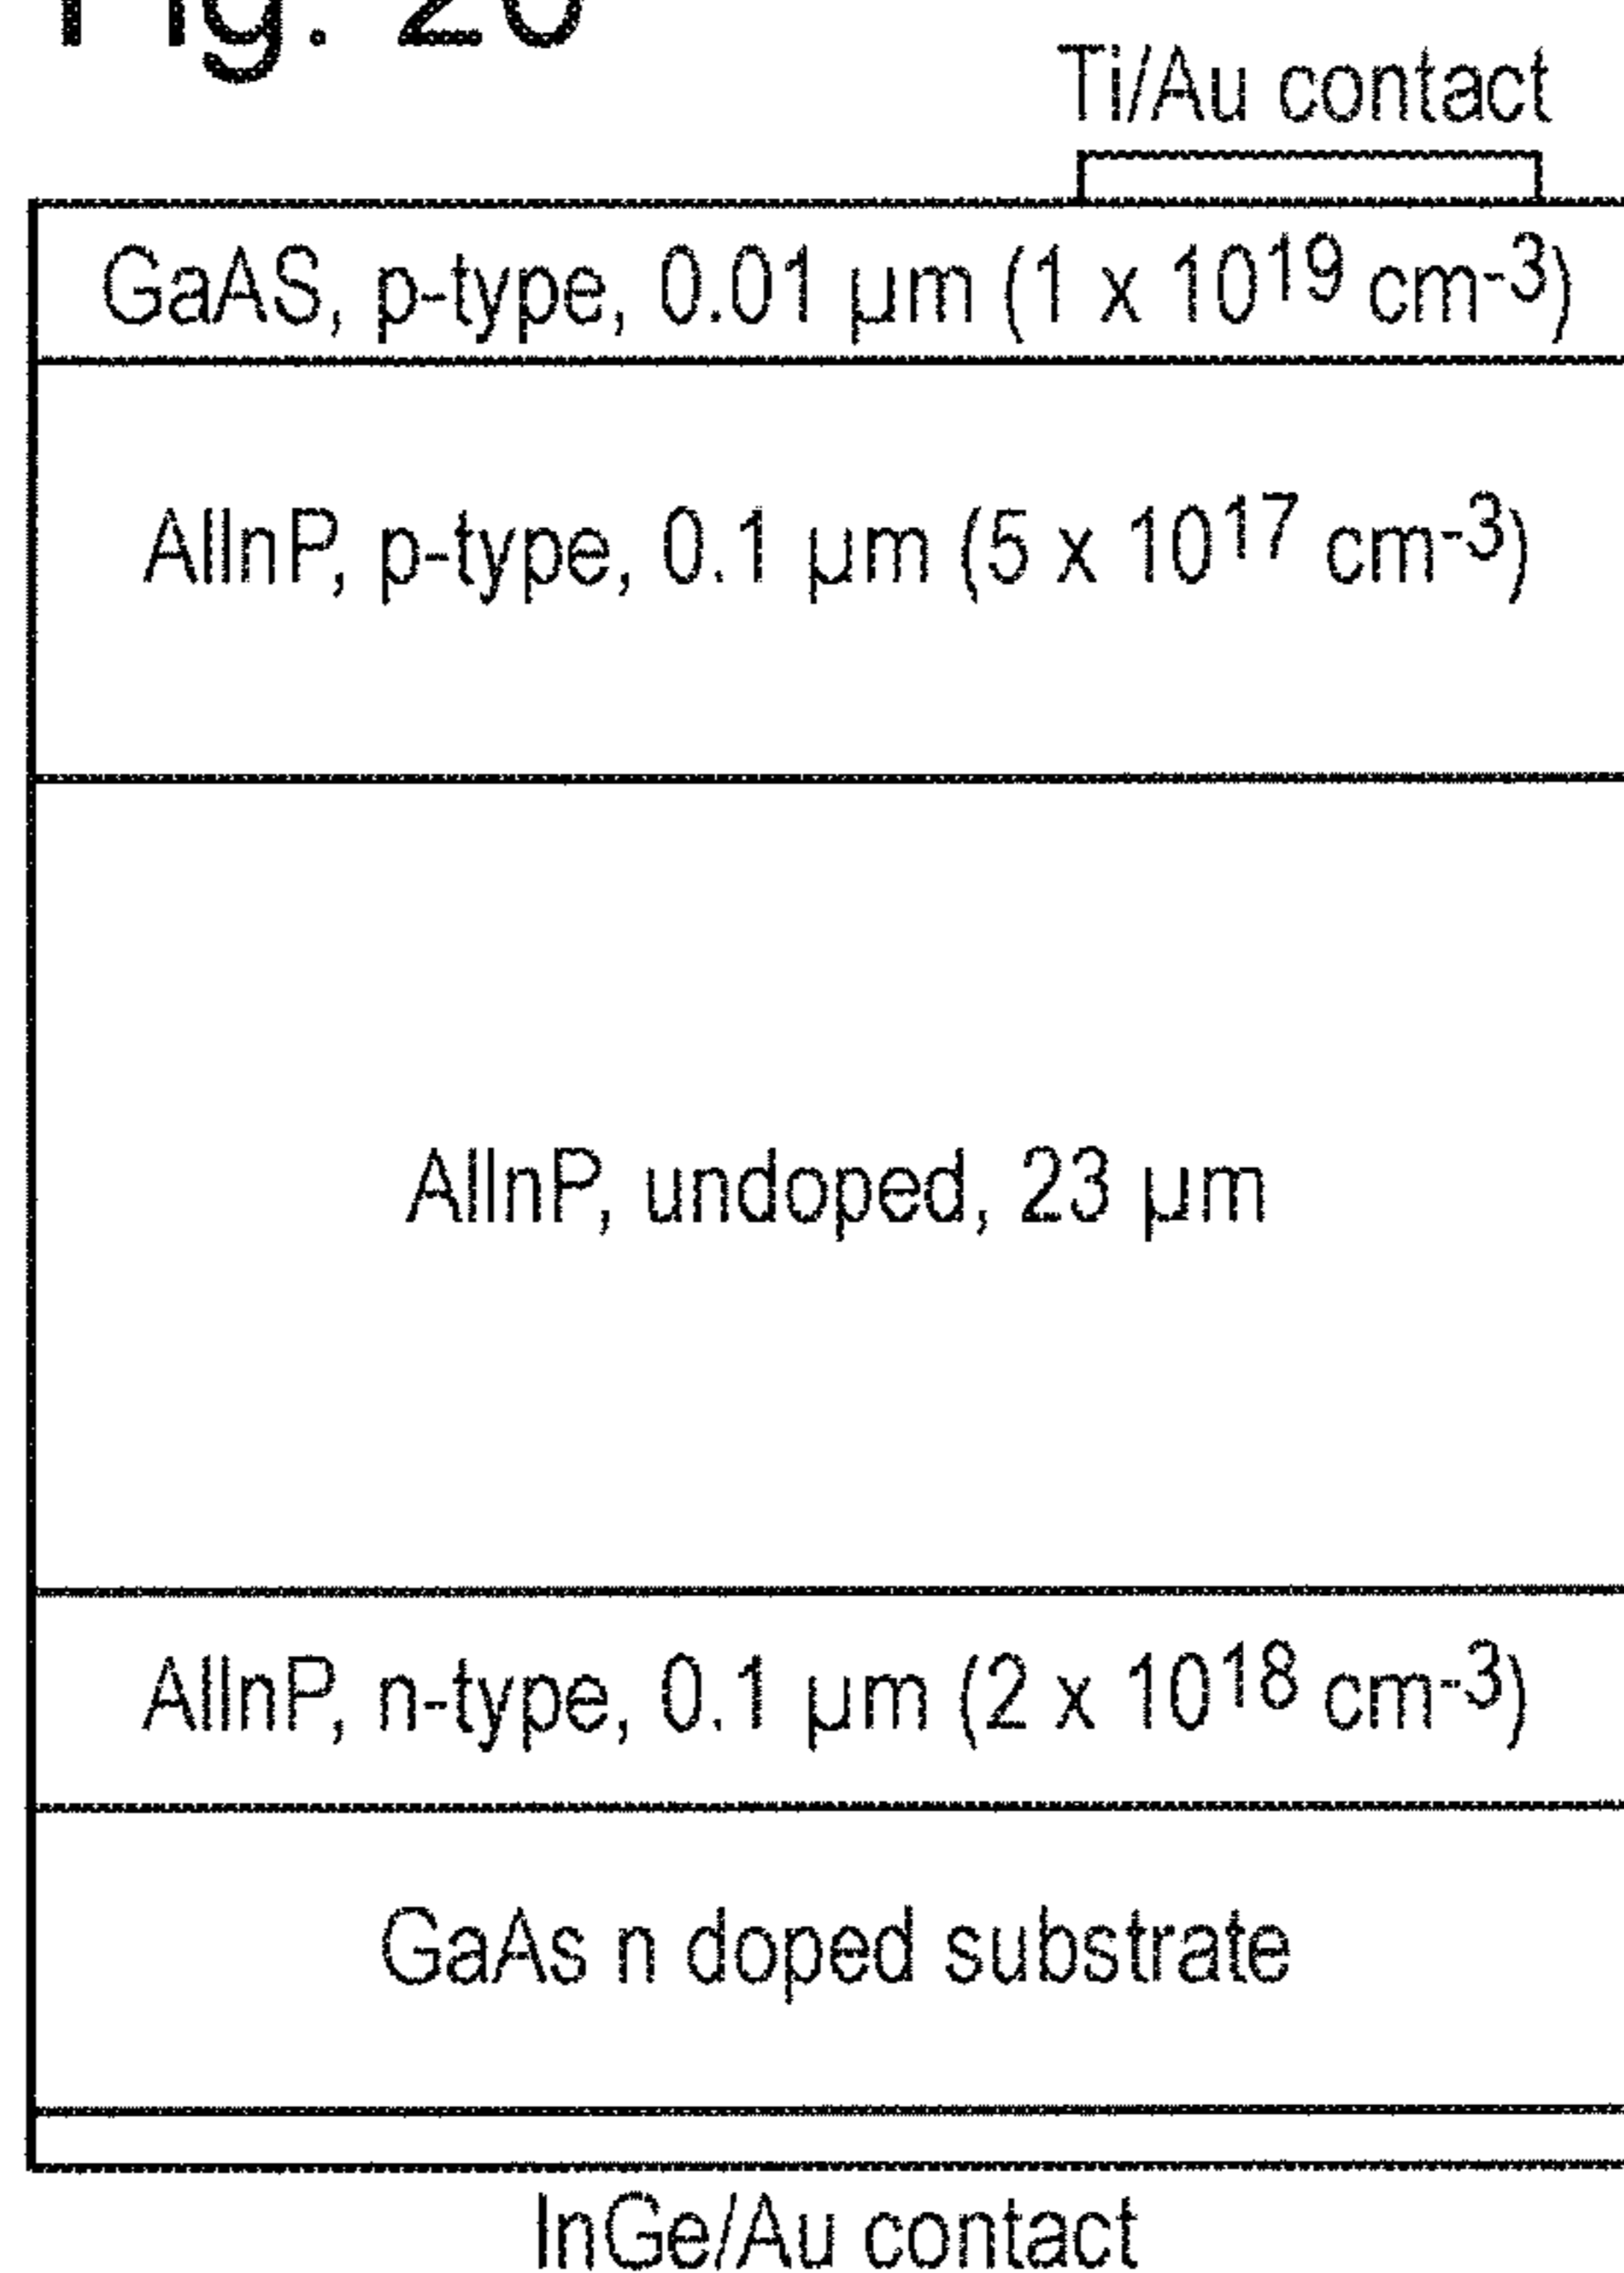 Fig.
Ti/Au contact
GaAS, p-type, 0.01 µm (1 x 10¹⁹ cm⁻³)
AlInP, p-type, 0.1 µm (5 x 10¹⁷ cm⁻³)
AlInP, undoped, 23 µm
AlInP, n-type, 0.1 µm (2 x 10¹⁸ cm⁻³)
GaAs n doped substrate
InGe/Au contact